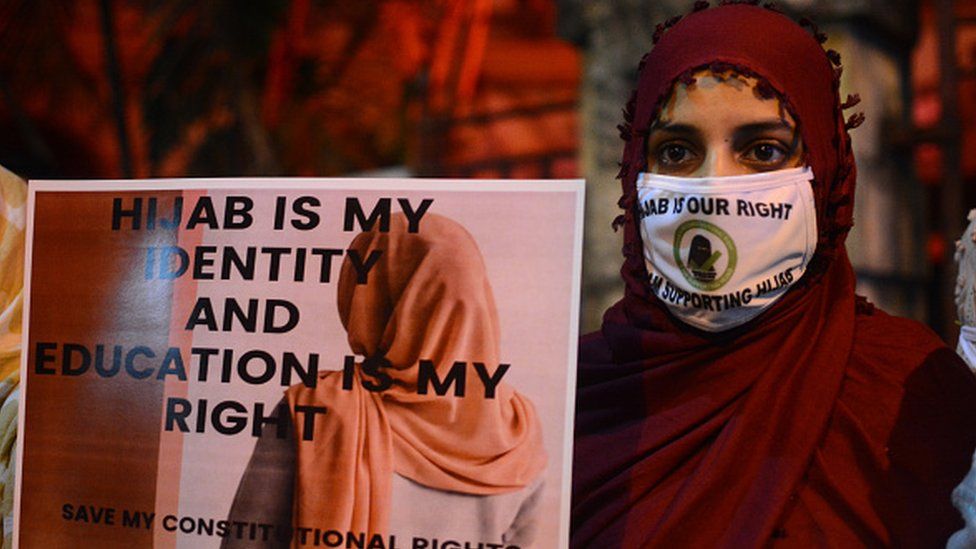 HIJAB IS MY
IDENTITY
AND
EDUCATION IS MY
RIGHT
SAVE MY CONSTITUTIONAL RIGHTS
JAB IS OUR RIGHT
AM SUPPORTING HIJAB